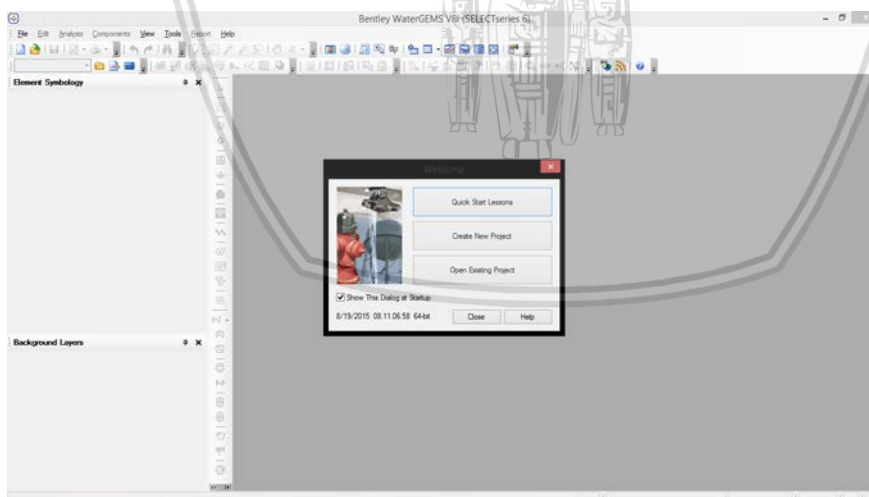 Bentley WaterGEMS V8i (SELECTseries 6)
File Edit Analysis Components View Tools Report Help
Element Symbology
Welcome
Quick Start Lessons
Create New Project
Open Existing Project
Show This Dialog at Startup
8/19/2015 08.11.06.58 64-bit Close Help
Background Layers